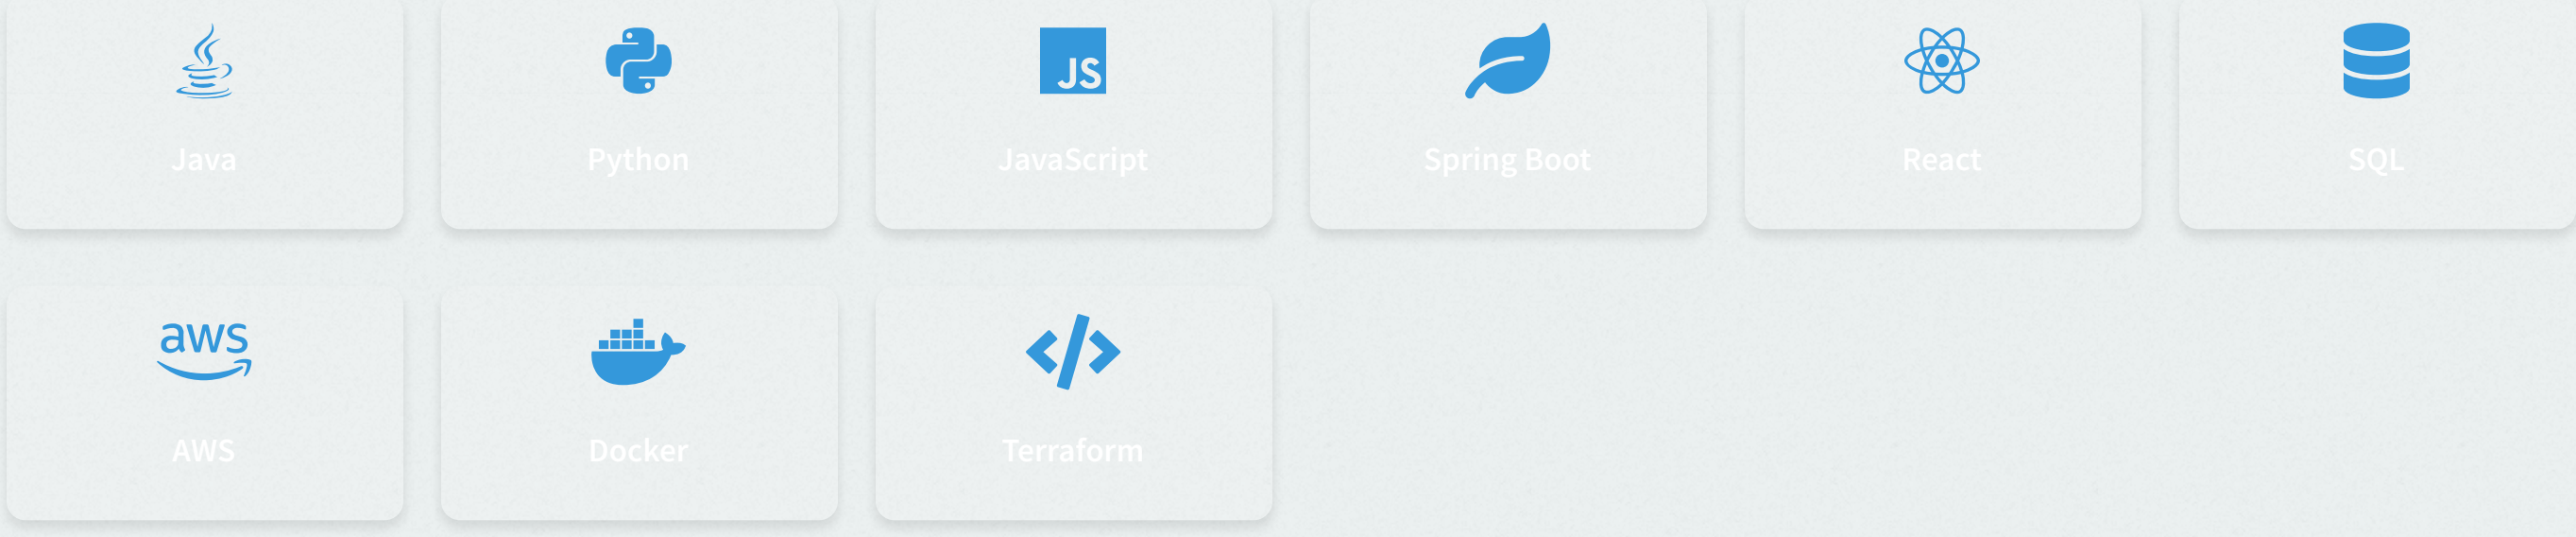 JS
Java
Python
JavaScript
Spring Boot
React
SQL
aws
AWS
Docker
Terraform